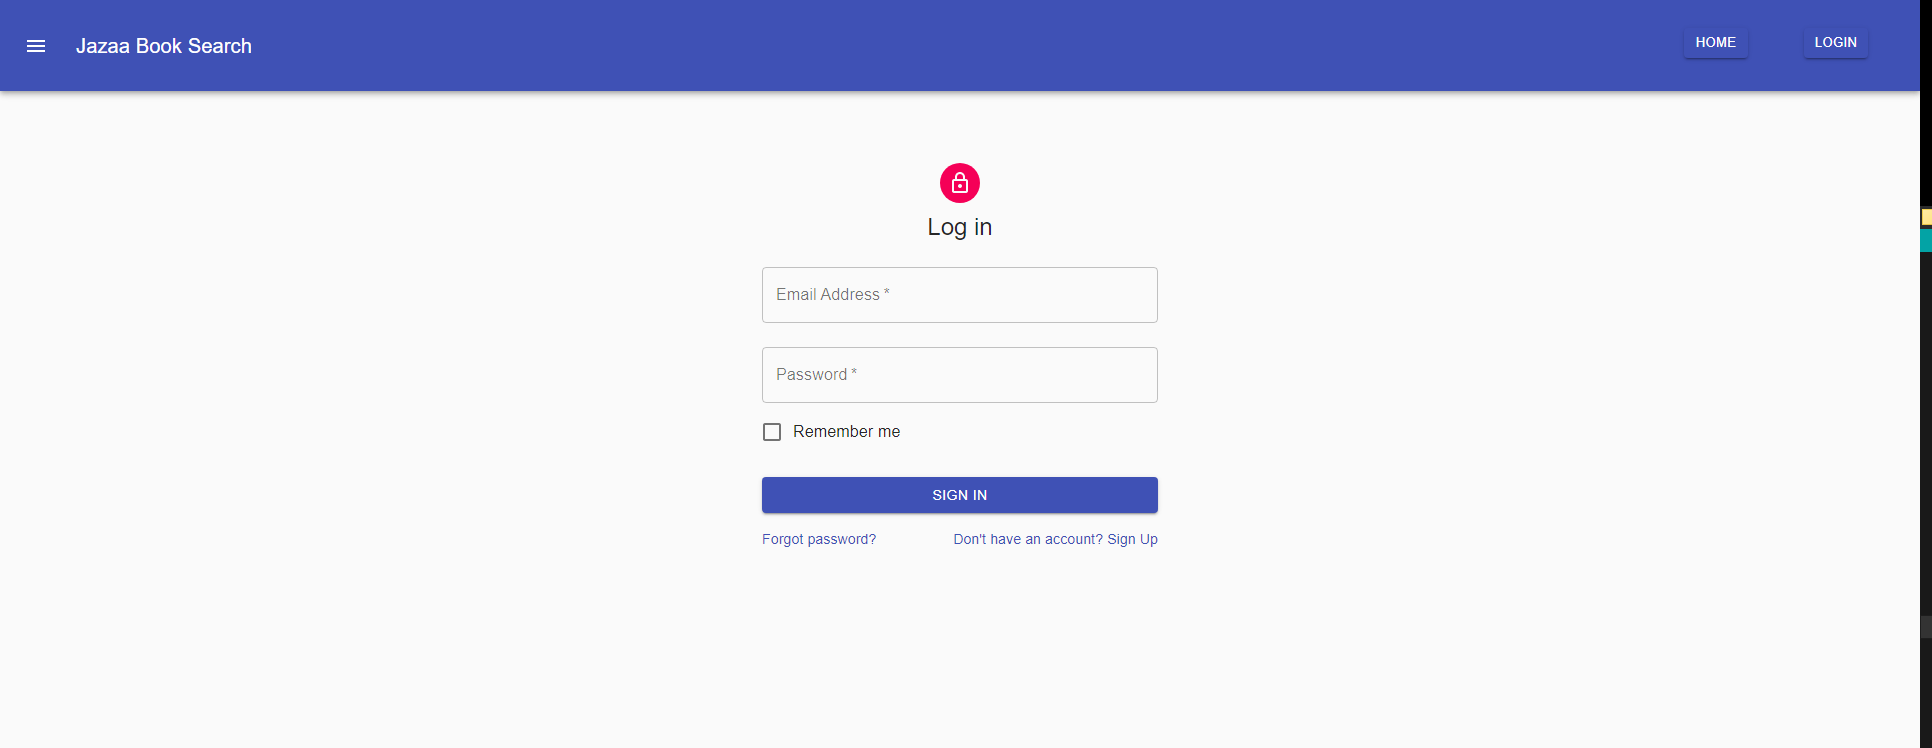 Jazaa Book Search
HOME
LOGIN
Log in
Email Address *
Password *
Remember me
SIGN IN
Forgot password?
Don't have an account? Sign Up